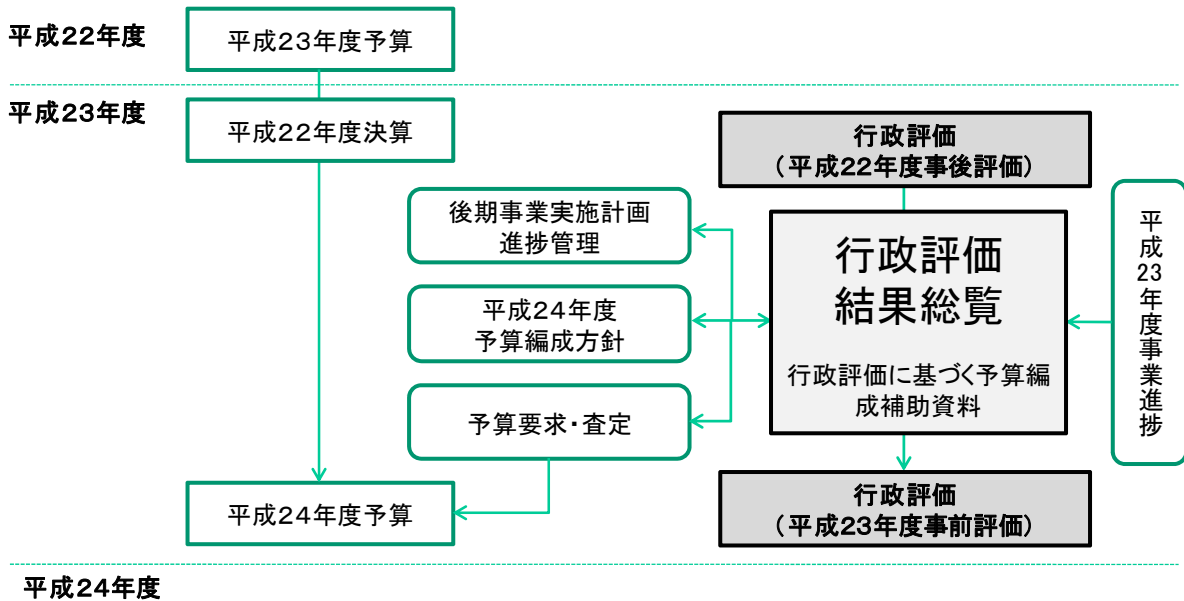 平成22年度
平成23年度予算
平成23年度
平成22年度決算
行政評価
(平成22年度事後評価)
後期事業実施計画
進捗管理
平成24年度
予算編成方針
予算要求・査定
行政評価
結果総覧
行政評価に基づく予算編
成補助資料
平成23年度事業進捗
平成24年度予算
行政評価
(平成23年度事前評価)
平成24年度